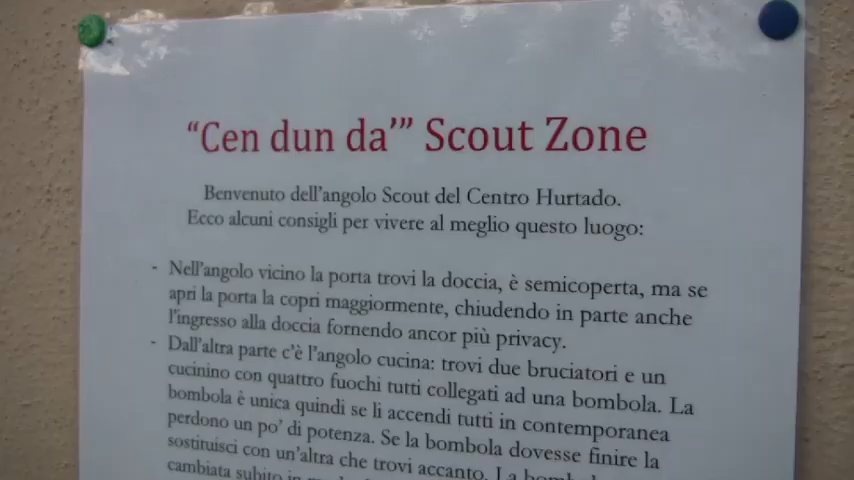 “Cen dun da’” Scout Zone
Benvenuto dell’angolo Scout del Centro Hurtado.
Ecco alcuni consigli per vivere al meglio questo luogo:
- Nell’angolo vicino la porta trovi la doccia, è semicoperta, ma se
apri la porta la copri maggiormente, chiudendo in parte anche
l’ingresso alla doccia fornendo ancor più privacy.
- Dall’altra parte c’è l’angolo cucina: trovi due bruciatori e un
cucinino con quattro fuochi tutti collegati ad una bombola. La
bombola è unica quindi se li accendi tutti in contemporanea
perdono un po’ di potenza. Se la bombola dovesse finire la
sostituisci con un’altra che trovi accanto. La
cambiata subito in